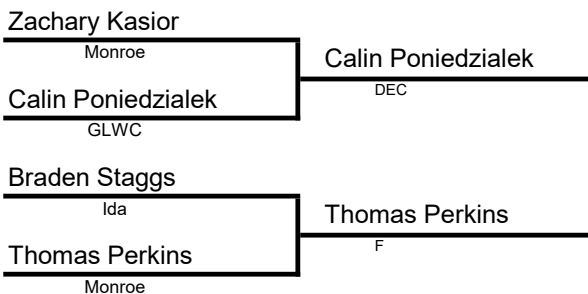 Zachary Kasior
Monroe
Calin Poniedzialek
DEC
Calin Poniedzialek
GLWC
Braden Staggs
Ida
Thomas Perkins
F
Thomas Perkins
Monroe